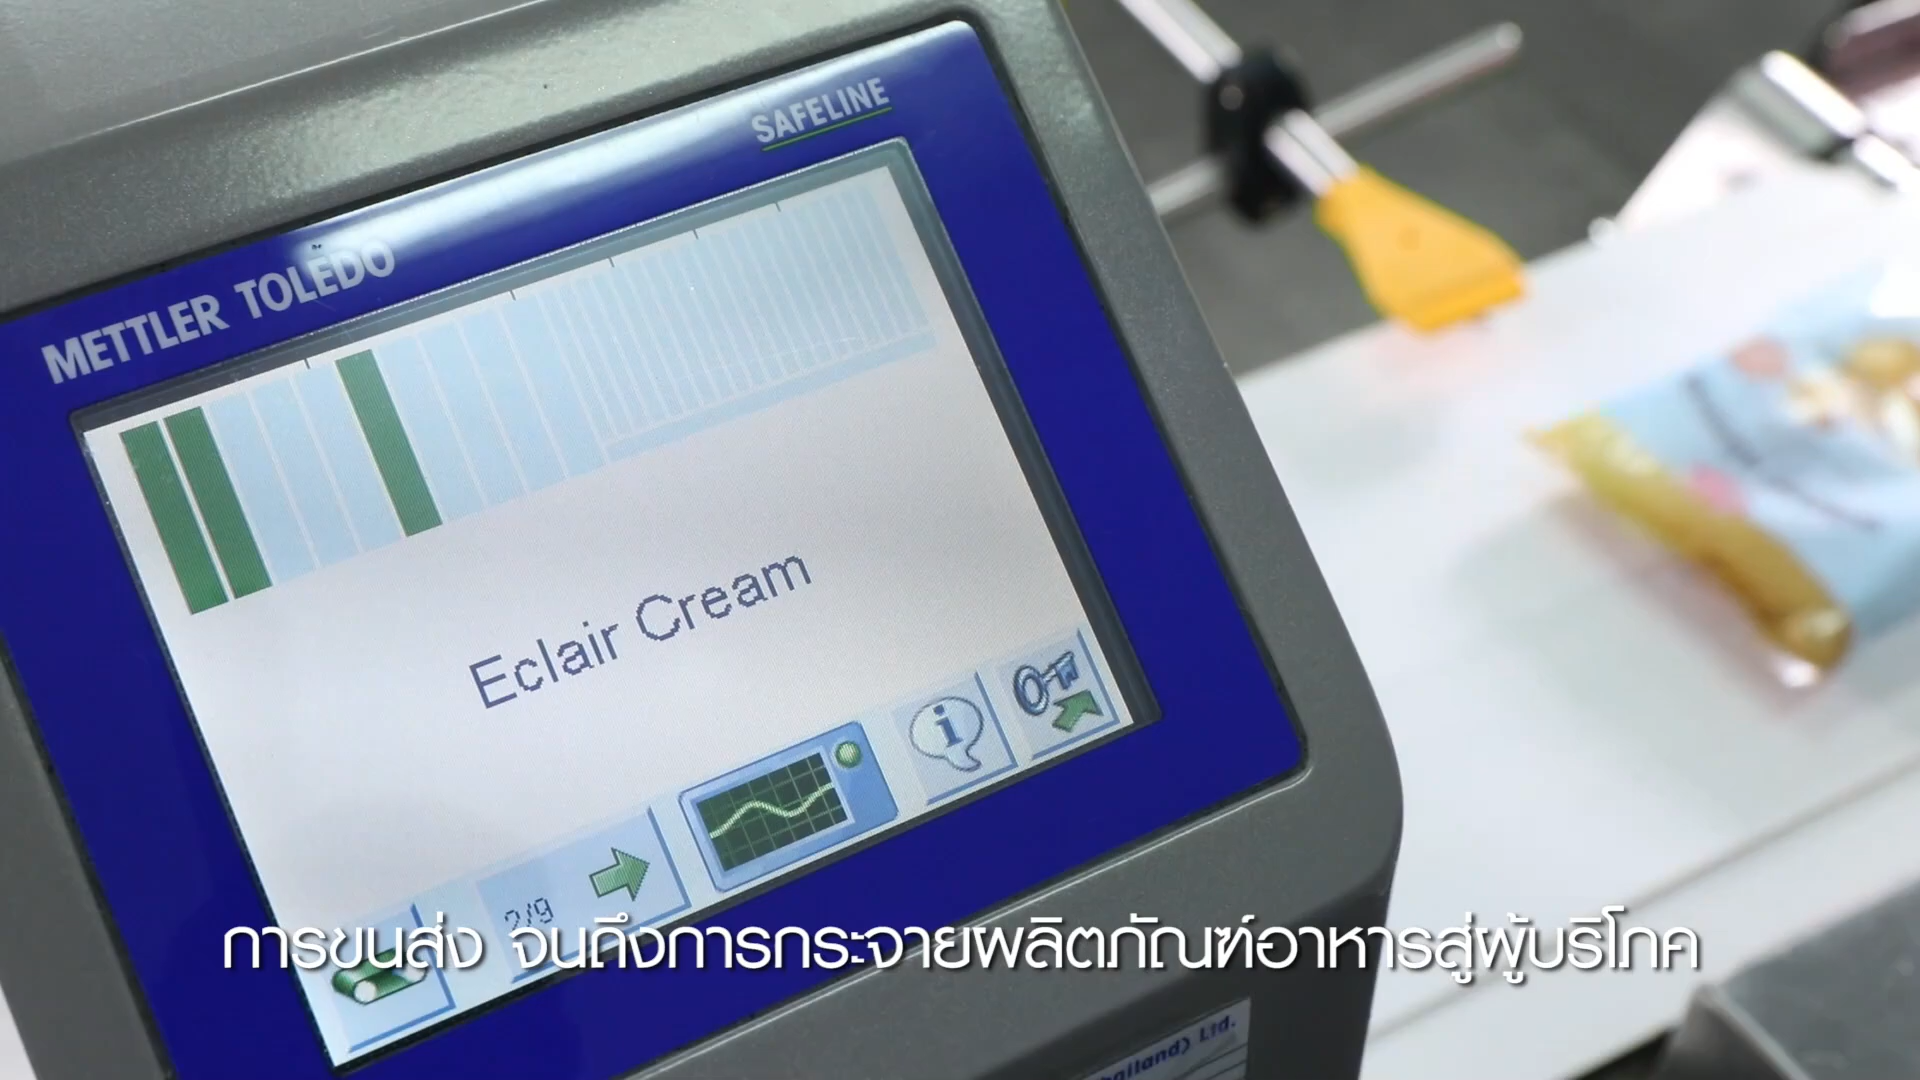 SAFELINE
METTLER TOLEDO
Eclair Cream
2/9
การขนส่ง จนถึงการกระจายผลิตภัณฑ์อาหารสู่ผู้บริโภค
Ltd.